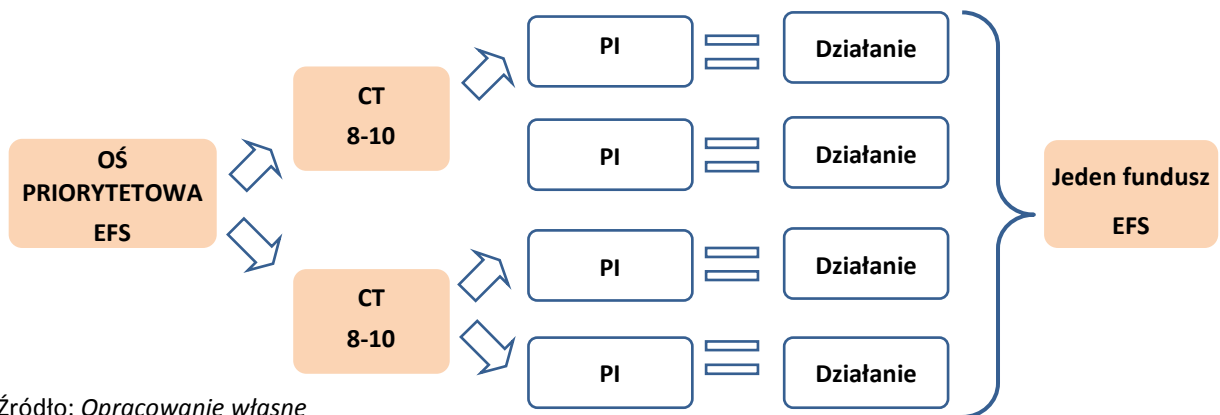 OŚ
PRIORYTETOWA
EFS
CT
8-10
CT
8-10
PI
Działanie
PI
Działanie
PI
Działanie
PI
Działanie
Jeden fundusz
EFS
Źródło: Opracowanie własne